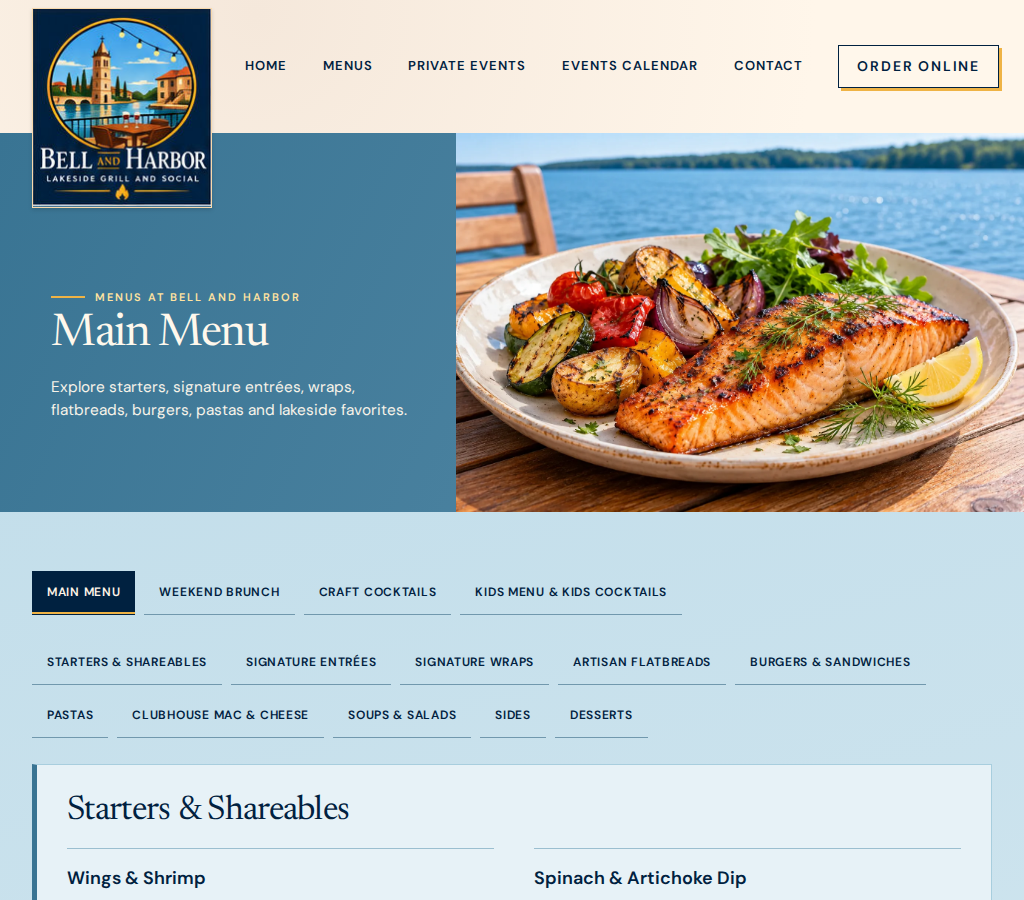 BELL AND HARBOR
LAKESIDE GRILL AND SOCIAL
HOME
MENUS
PRIVATE EVENTS
EVENTS CALENDAR
CONTACT
ORDER ONLINE
MENUS AT BELL AND HARBOR
Main Menu
Explore starters, signature entrées, wraps,
flatbreads, burgers, pastas and lakeside favorites.
MAIN MENU
WEEKEND BRUNCH
CRAFT COCKTAILS
KIDS MENU & KIDS COCKTAILS
STARTERS & SHAREABLES
SIGNATURE ENTRÉES
SIGNATURE WRAPS
ARTISAN FLATBREADS
BURGERS & SANDWICHES
PASTAS
CLUBHOUSE MAC & CHEESE
SOUPS & SALADS
SIDES
DESSERTS
Starters & Shareables
Wings & Shrimp
Spinach & Artichoke Dip